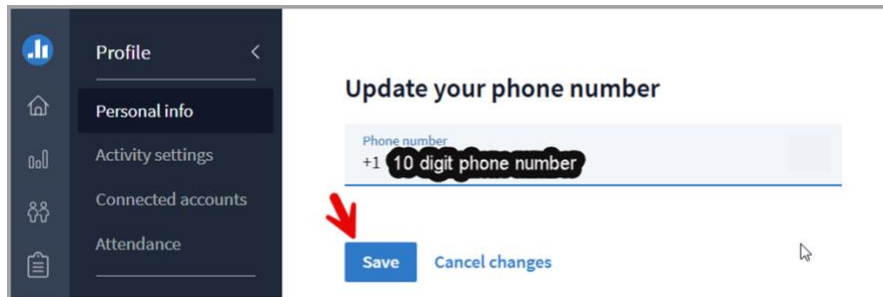 Profile
Personal info
Activity settings
Connected accounts
Attendance
Update your phone number
Phone number
+1 10 digit phone number
Save Cancel changes